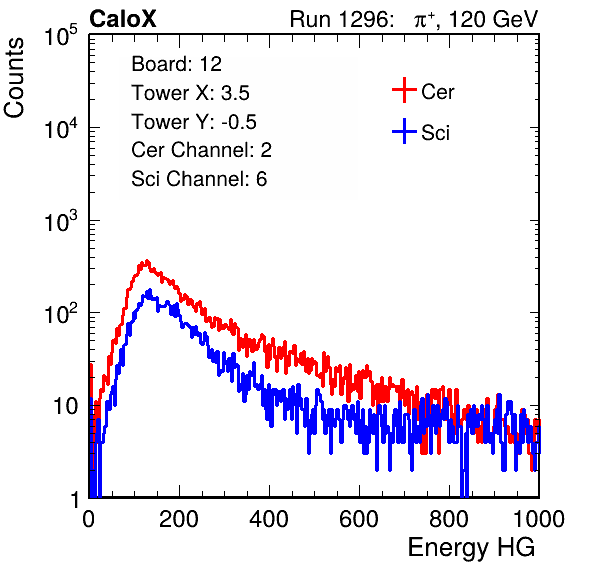 CaloX Run 1296: π⁺, 120 GeV
Board: 12
Tower X: 3.5
Tower Y: -0.5
Cer Channel: 2
Sci Channel: 6
Cer
Sci
Counts
10⁵
10⁴
10³
10²
10
1
0 200 400 600 800 1000
Energy HG